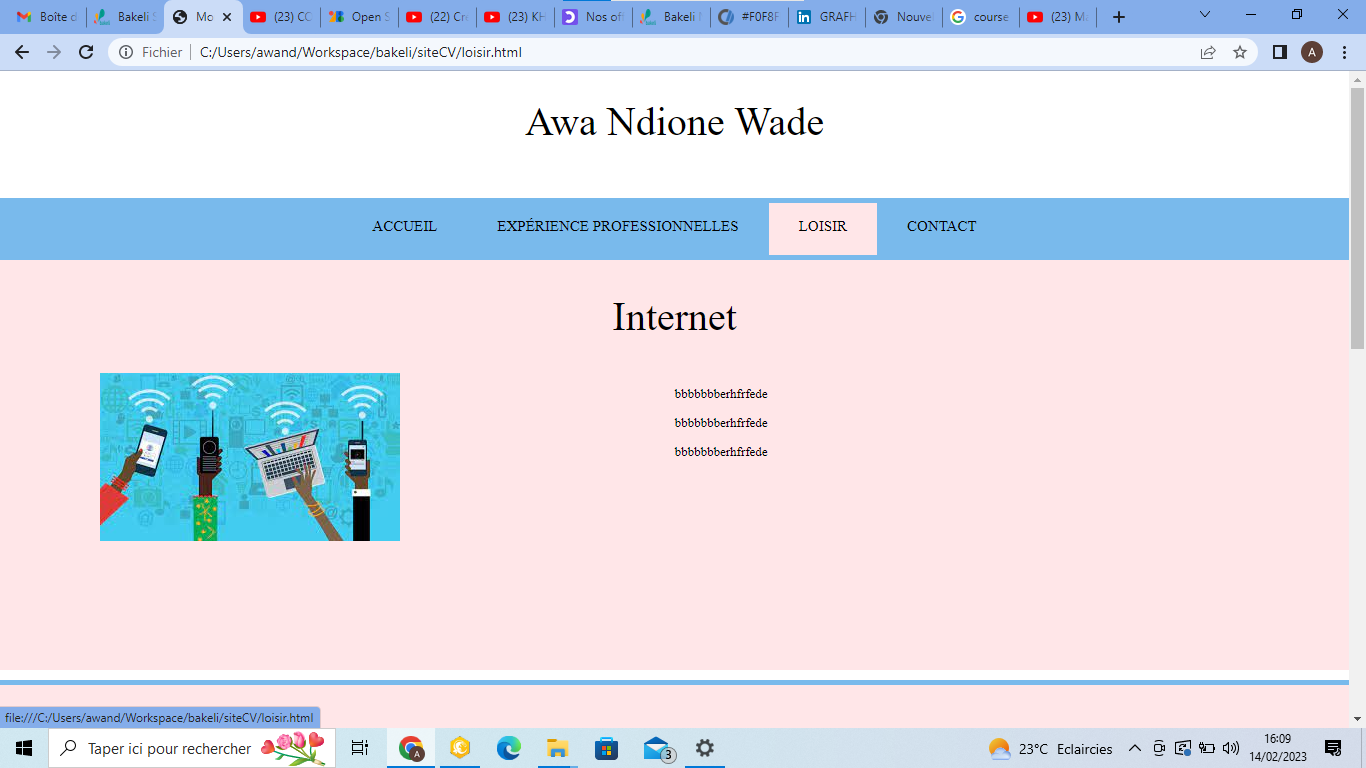 Boîte d
Bakeli S
Mo
(23) CC
Open S
(22) Cr
(23) KH
Nos off
Bakeli
#F0F8F
GRAFH
Nouvel
course
(23) Ma
Fichier
C:/Users/awand/Workspace/bakeli/siteCV/loisir.html
A
Awa Ndione Wade
ACCUEIL
EXPÉRIENCE PROFESSIONNELLES
LOISIR
CONTACT
Internet
bbbbbbberhfrfede
bbbbbbberhfrfede
bbbbbbberhfrfede
file:///C:/Users/awand/Workspace/bakeli/siteCV/loisir.html
Taper ici pour rechercher
A
3
23°C Eclaircies
16:09
14/02/2023